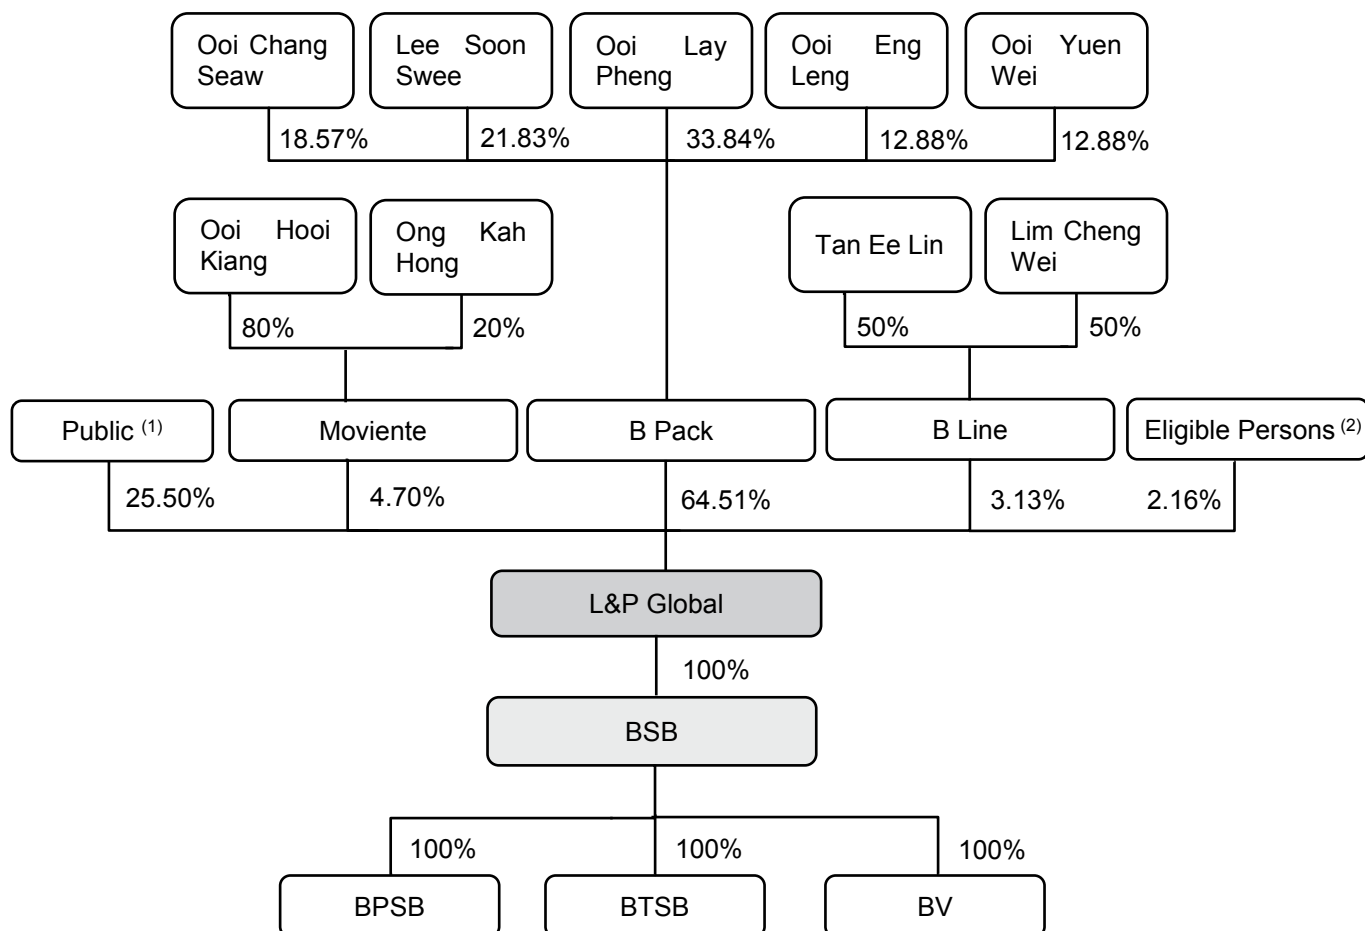 Ooi Chang
Seaw
Lee Soon
Swee
Ooi Lay
Pheng
Ooi Eng
Leng
Ooi Yuen
Wei
18.57%
21.83%
33.84%
12.88%
12.88%
Ooi Hooi
Kiang
Ong Kah
Hong
Tan Ee Lin
Lim Cheng
Wei
80%
20%
50%
50%
Public (1)
Moviente
B Pack
B Line
Eligible Persons (2)
25.50%
4.70%
64.51%
3.13%
2.16%
L&P Global
100%
BSB
100%
100%
100%
BPSB
BTSB
BV